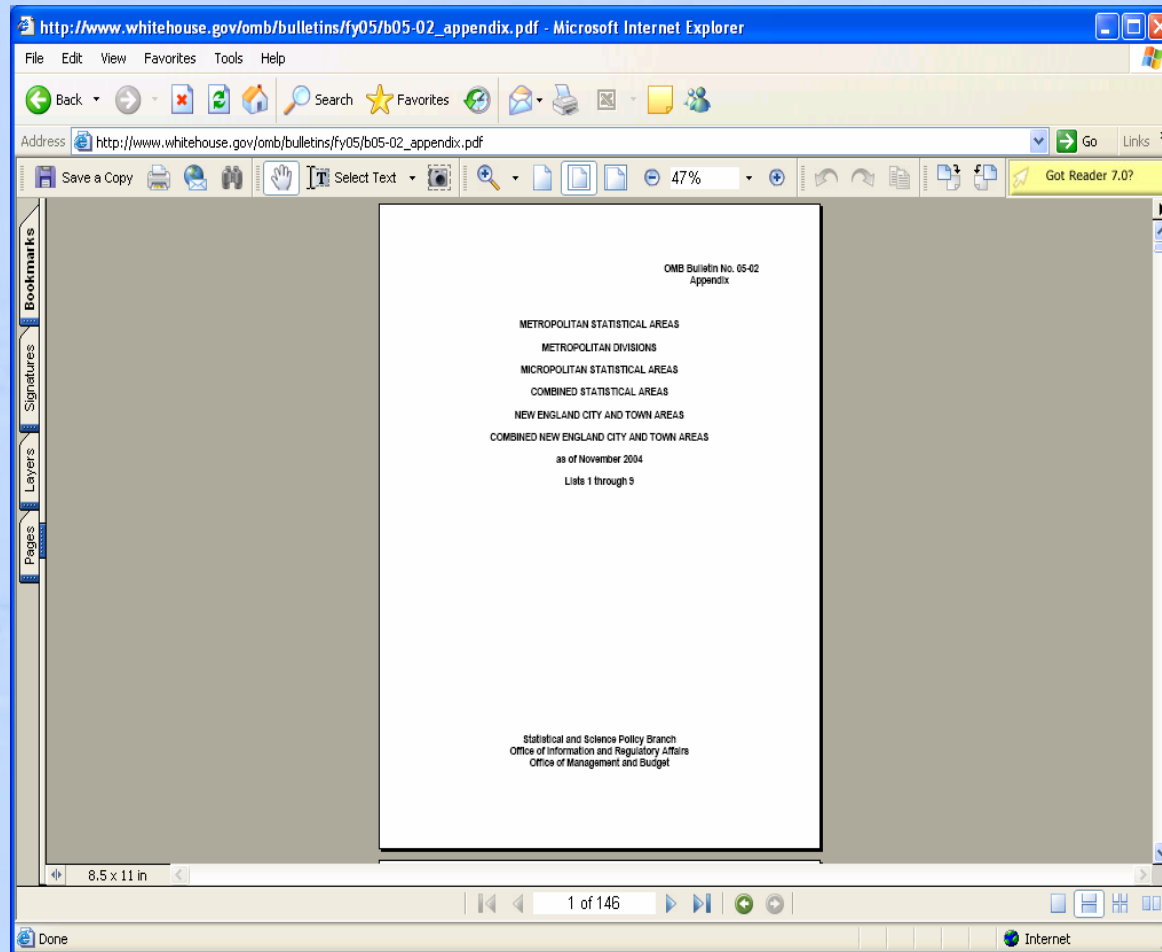 http://www.whitehouse.gov/omb/bulletins/fy05/b05-02_appendix.pdf - Microsoft Internet Explorer
File Edit View Favorites Tools Help
Back Search Favorites
Address http://www.whitehouse.gov/omb/bulletins/fy05/b05-02_appendix.pdf Go Links
Save a Copy Select Text 47% Got Reader 7.0?
Bookmarks
Signatures
Layers
Pages
OMB Bulletin No. 05-02
Appendix
METROPOLITAN STATISTICAL AREAS
METROPOLITAN DIVISIONS
MICROPOLITAN STATISTICAL AREAS
COMBINED STATISTICAL AREAS
NEW ENGLAND CITY AND TOWN AREAS
COMBINED NEW ENGLAND CITY AND TOWN AREAS
as of November 2004
Lists 1 through 9
Statistical and Science Policy Branch
Office of Information and Regulatory Affairs
Office of Management and Budget
8.5 x 11 in
1 of 146
Done Internet